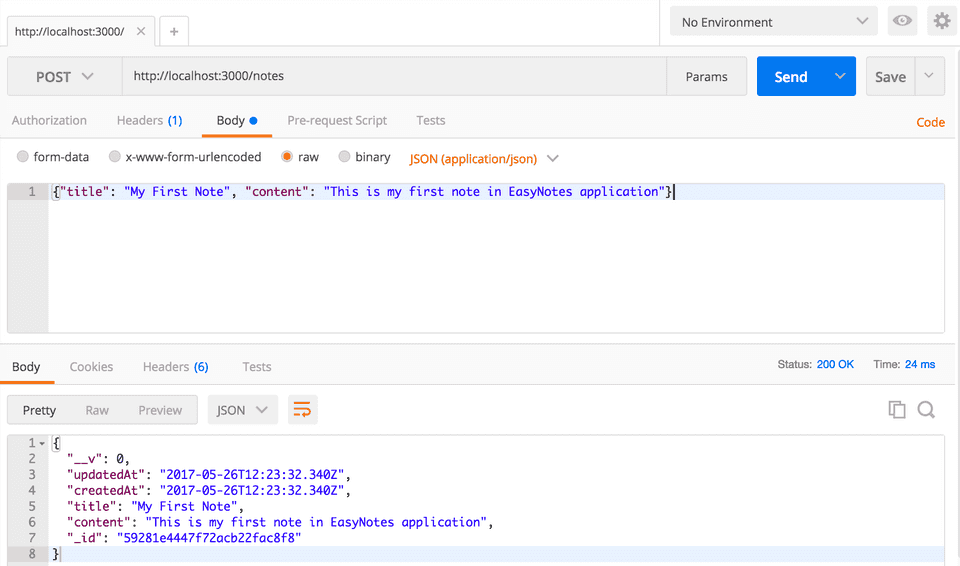 http://localhost:3000/ × +
No Environment
POST http://localhost:3000/notes Params Send Save
Authorization Headers (1) Body Pre-request Script Tests Code
form-data x-www-form-urlencoded raw binary JSON (application/json)
1 {"title": "My First Note", "content": "This is my first note in EasyNotes application"}
Body Cookies Headers (6) Tests Status: 200 OK Time: 24 ms
Pretty Raw Preview JSON
1 {
2 "__v": 0,
3 "updatedAt": "2017-05-26T12:23:32.340Z",
4 "createdAt": "2017-05-26T12:23:32.340Z",
5 "title": "My First Note",
6 "content": "This is my first note in EasyNotes application",
7 "_id": "59281e4447f72acb22fac8f8"
8 }